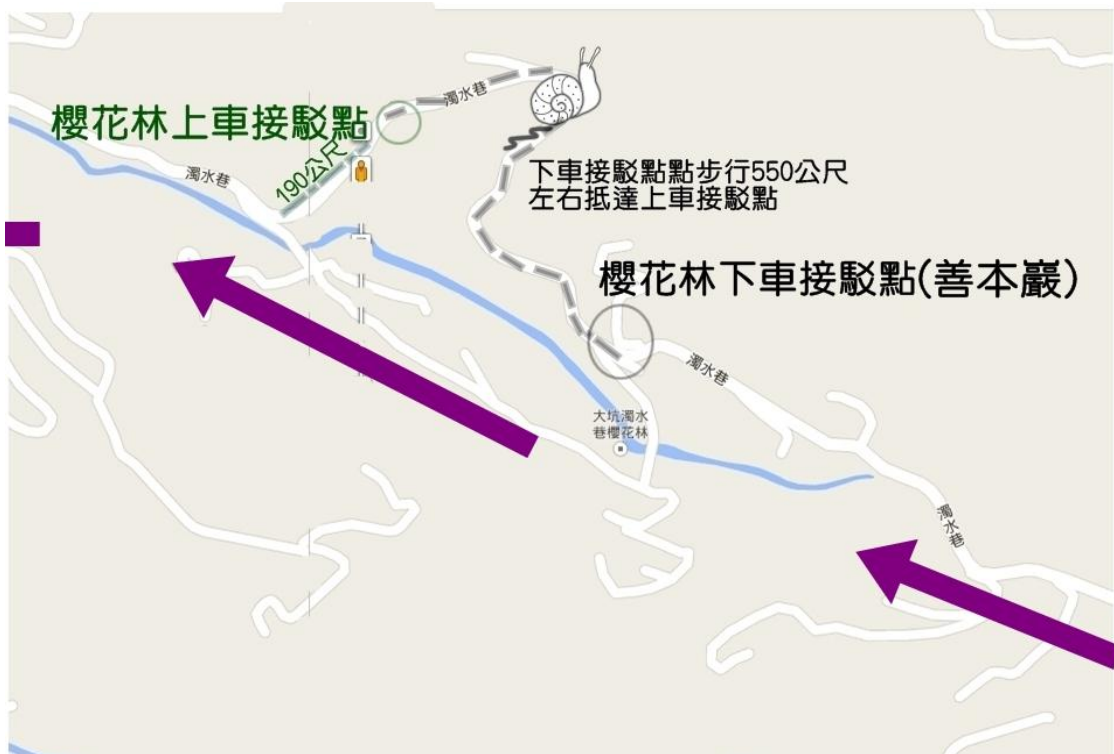 濁水巷
櫻花林上車接駁點
190公尺
濁水巷
下車接駁點點步行550公尺
左右抵達上車接駁點
櫻花林下車接駁點(善本巖)
濁水巷
大坑濁水
巷櫻花林
濁水巷